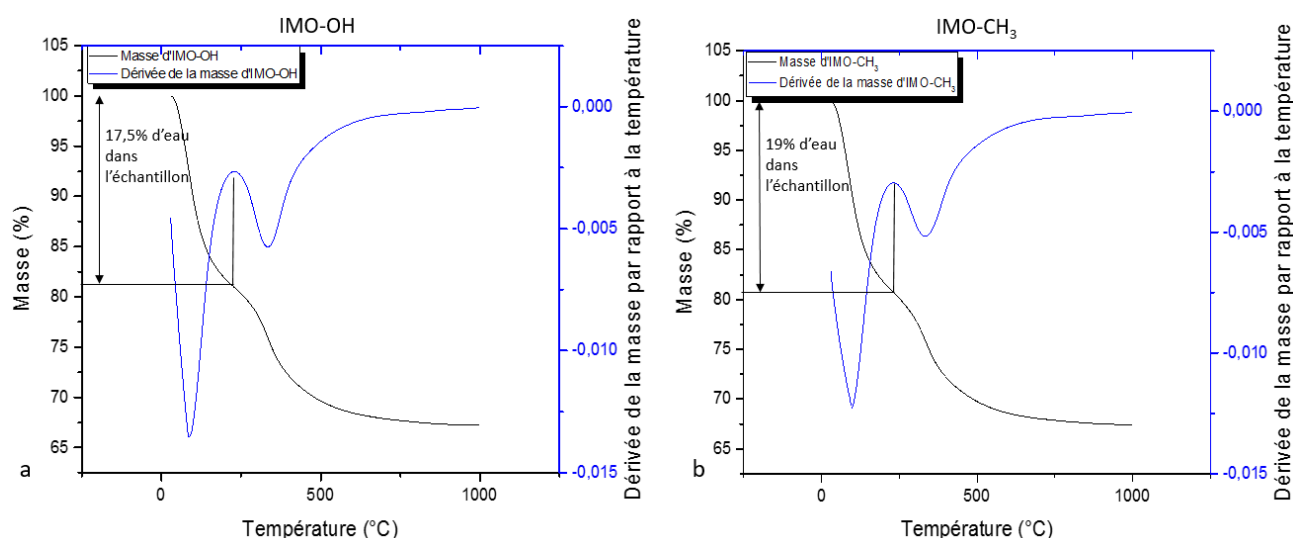 IMO-OH
Masse d'IMO-OH
Dérivée de la masse d'IMO-OH
105
100
95
90
85
80
75
70
65
Masse (%)
17,5% d’eau
dans
l’échantillon
0,000
-0,005
-0,010
-0,015
Dérivée de la masse par rapport à la température
0
500
1000
Température (°C)
a
IMO-CH₃
Masse d'IMO-CH₃
Dérivée de la masse d'IMO-CH₃
105
100
95
90
85
80
75
70
65
Masse (%)
19% d’eau
dans
l’échantillon
0,000
-0,005
-0,010
-0,015
Dérivée de la masse par rapport à la température
0
500
1000
Température (°C)
b